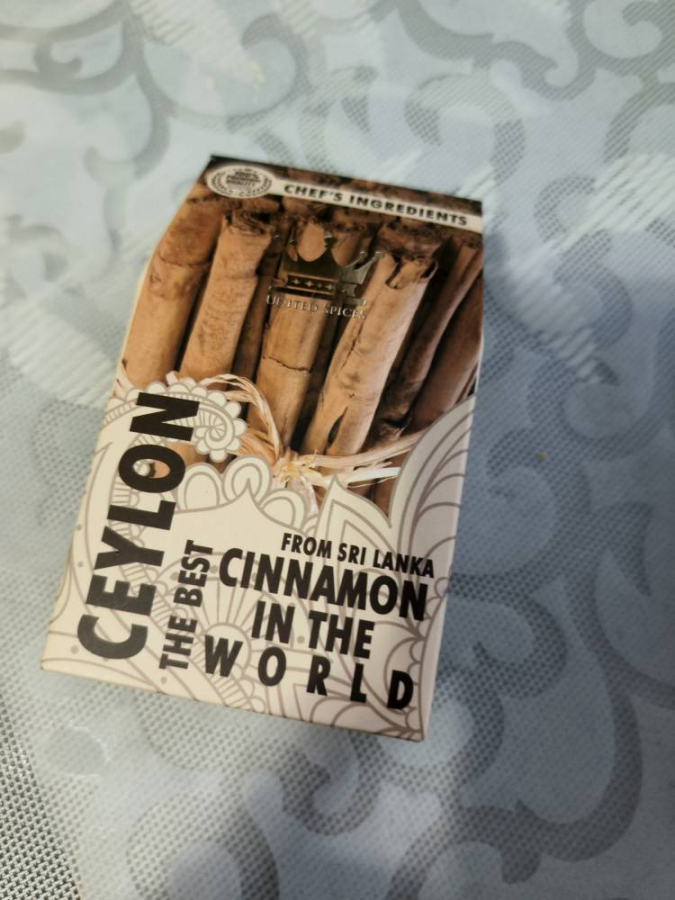 CHEF'S INGREDIENTS
UNITED SPICES
CEYLON
THE BEST
FROM SRI LANKA
CINNAMON
IN THE
WORLD